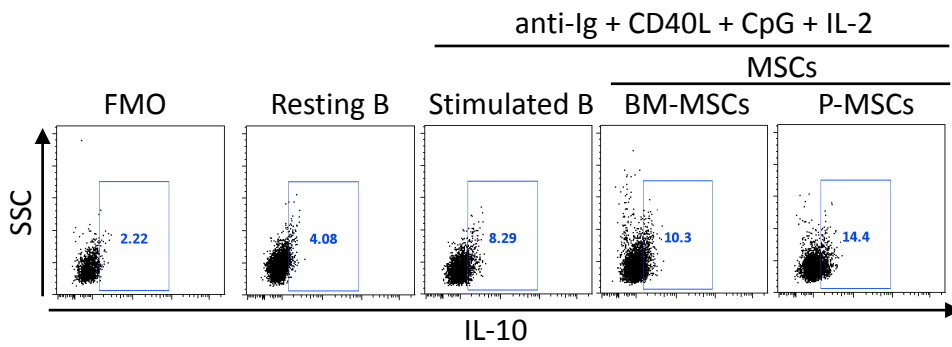 anti-Ig + CD40L + CpG + IL-2
MSCs
FMO Resting B Stimulated B BM-MSCs P-MSCs
SSC
2.22 4.08 8.29 10.3 14.4
IL-10